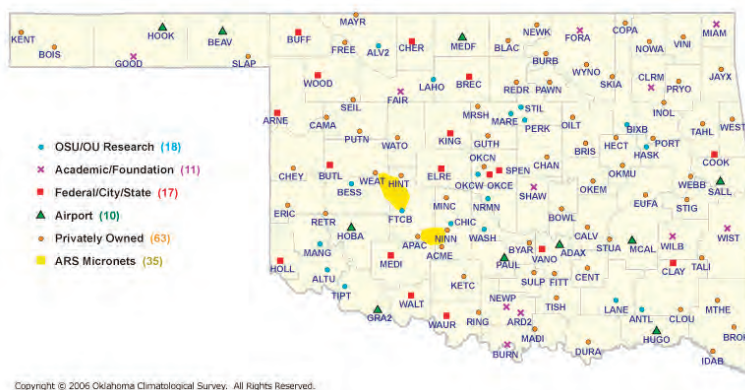 MAYR
KENT
BOIS
HOOK
BEAV
GOOD
SLAP
BUFF
FREE
ALV2
CHER
MEDF
BLAC
NEWK
FORA
COPA
NOWA
VINI
MIAM
BURB
WYNO
SKIA
CLRM
PRYO
JAYX
WOOD
FAIR
LAHO
BREC
REDR
PAWN
INOL
ARNE
SEIL
CAMA
PUTN
WATO
MRSH
STIL
MARE
PERK
OILT
BIXB
TAHL
WEST
KING
GUTH
BRIS
HECT
HASK
PORT
COOK
OSU/OU Research (18)
Academic/Foundation (11)
Federal/City/State (17)
Airport (10)
Privately Owned (63)
ARS Micronets (35)
CHEY
BUTL
BESS
WEAT
HINT
ELRE
OKCN
OKCW
OKCE
SPEN
CHAN
OKMU
OKEM
WEBB
SALL
ERIC
RETR
FTCB
MINC
NRMN
SHAW
BOWL
EUFA
STIG
HOBA
APAC
NINN
CHIC
WASH
ACME
BYAR
VANO
ADAX
CALV
STUA
MCAL
WILB
WIST
HOLL
MANG
ALTU
TIPT
MEDI
KETC
PAUL
SULP
FITT
CENT
CLAY
TALI
GRA2
WALT
WAUR
RING
NEWP
ARD2
BURN
MADI
TISH
DURA
LANE
ANTL
HUGO
CLOU
MTHE
IDAB
BROK
Copyright © 2006 Oklahoma Climatological Survey. All Rights Reserved.